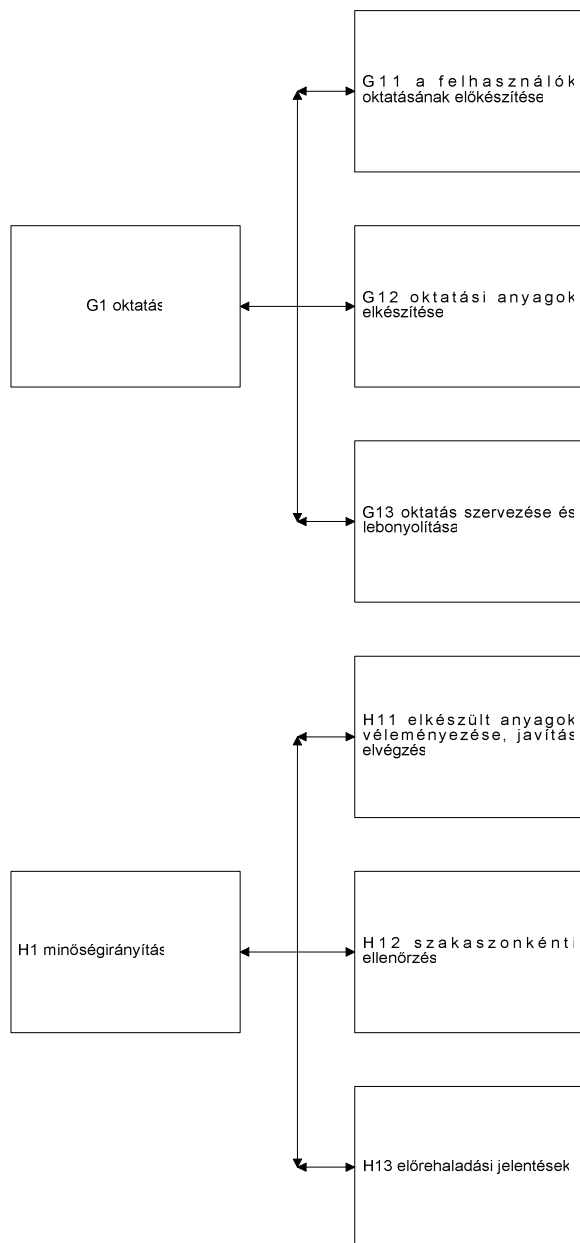 G11 a felhasználók
oktatásának előkészítése
G1 oktatás
G12 oktatási anyagok
elkészítése
G13 oktatás szervezése és
lebonyolítása
H11 elkészült anyagok
véleményezése, javítás
elvégzés
H1 minőségirányítás
H12 szakaszonkénti
ellenőrzés
H13 előrehaladási jelentések